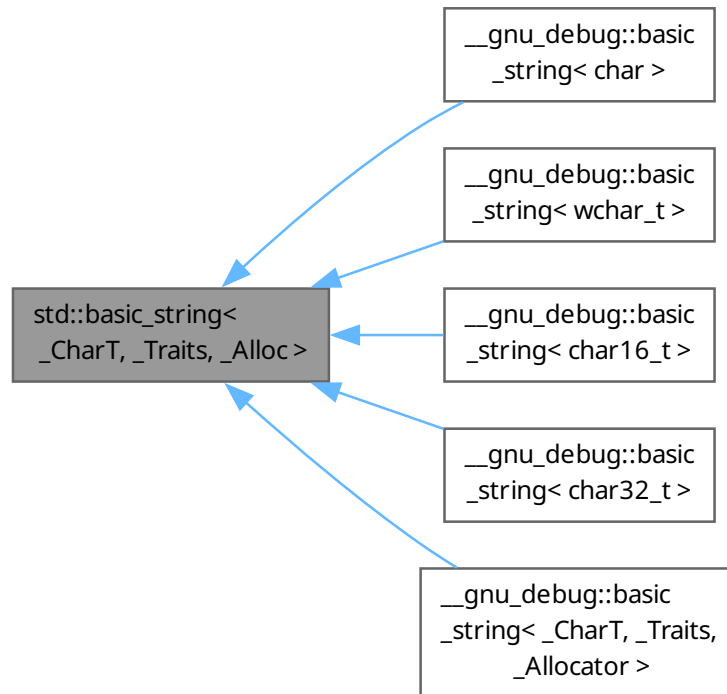 __gnu_debug::basic
_string< char >
__gnu_debug::basic
_string< wchar_t >
std::basic_string<
_CharT, _Traits, _Alloc >
__gnu_debug::basic
_string< char16_t >
__gnu_debug::basic
_string< char32_t >
__gnu_debug::basic
_string< _CharT, _Traits,
_Allocator >